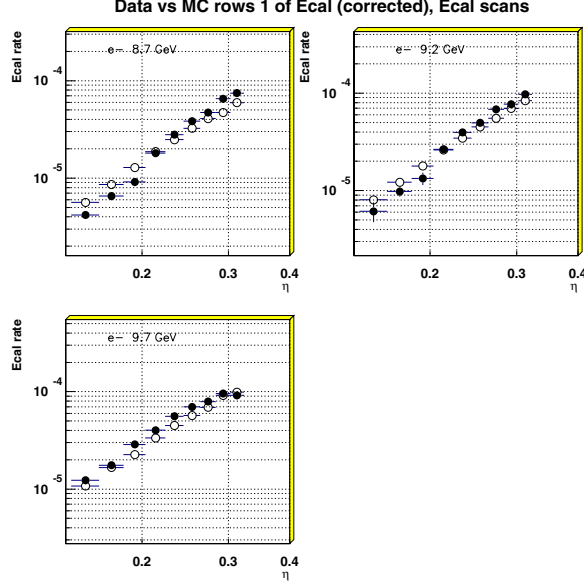 Data vs MC rows 1 of Ecal (corrected), Ecal scans
Ecal rate
e− 8.7 GeV
10 -4
10 -5
0.2 0.3 0.4
η
Ecal rate
e− 9.2 GeV
10 -4
10 -5
0.2 0.3 0.4
η
Ecal rate
e− 9.7 GeV
10 -4
10 -5
0.2 0.3 0.4
η